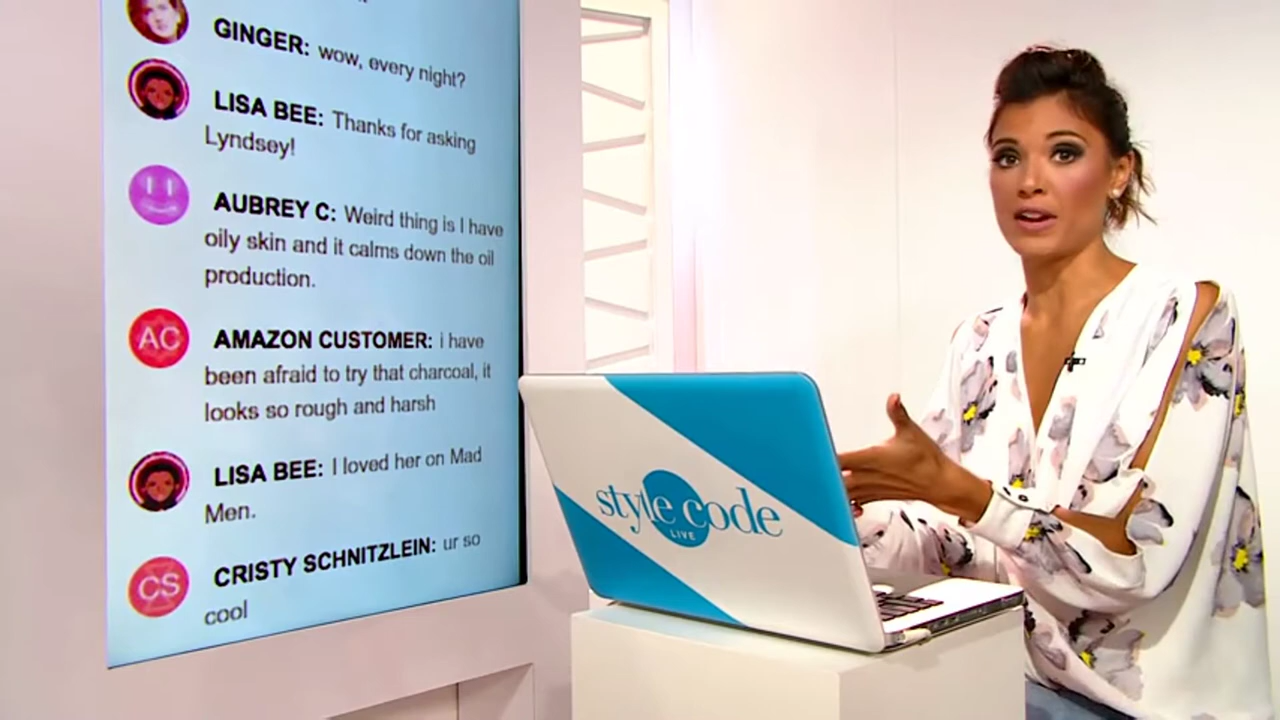 GINGER: wow, every night?
LISA BEE: Thanks for asking
Lyndsey!
AUBREY C: Weird thing is I have
oily skin and it calms down the oil
production.
AC
AMAZON CUSTOMER: i have
been afraid to try that charcoal, it
looks so rough and harsh
LISA BEE: I loved her on Mad
Men.
CS
CRISTY SCHNITZLEIN: ur so
cool
style code
LIVE